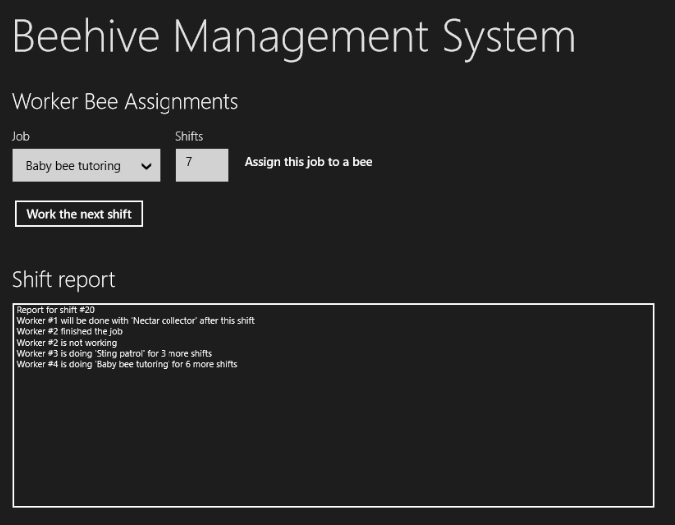 Beehive Management System
Worker Bee Assignments
Job
Shifts
Baby bee tutoring
7
Assign this job to a bee
Work the next shift
Shift report
Report for shift #20
Worker #1 will be done with 'Nectar collector' after this shift
Worker #2 finished the job
Worker #2 is not working
Worker #3 is doing 'Sting patrol' for 3 more shifts
Worker #4 is doing 'Baby bee tutoring' for 6 more shifts